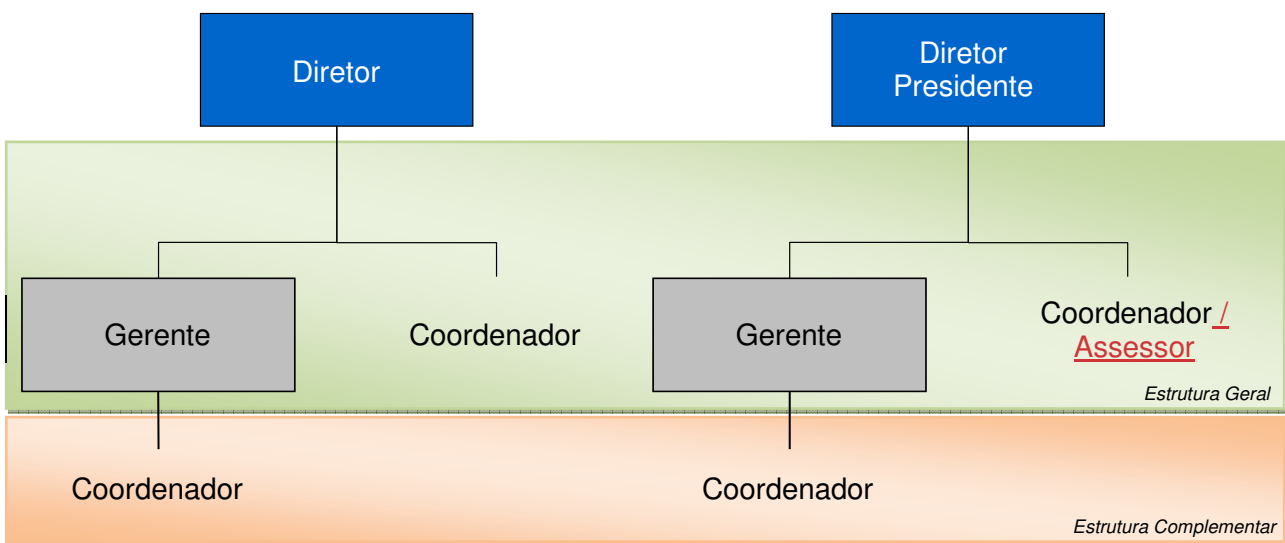 Diretor
Diretor
Presidente
Gerente
Coordenador
Gerente
Coordenador /
Assessor
Estrutura Geral
Coordenador
Coordenador
Estrutura Complementar